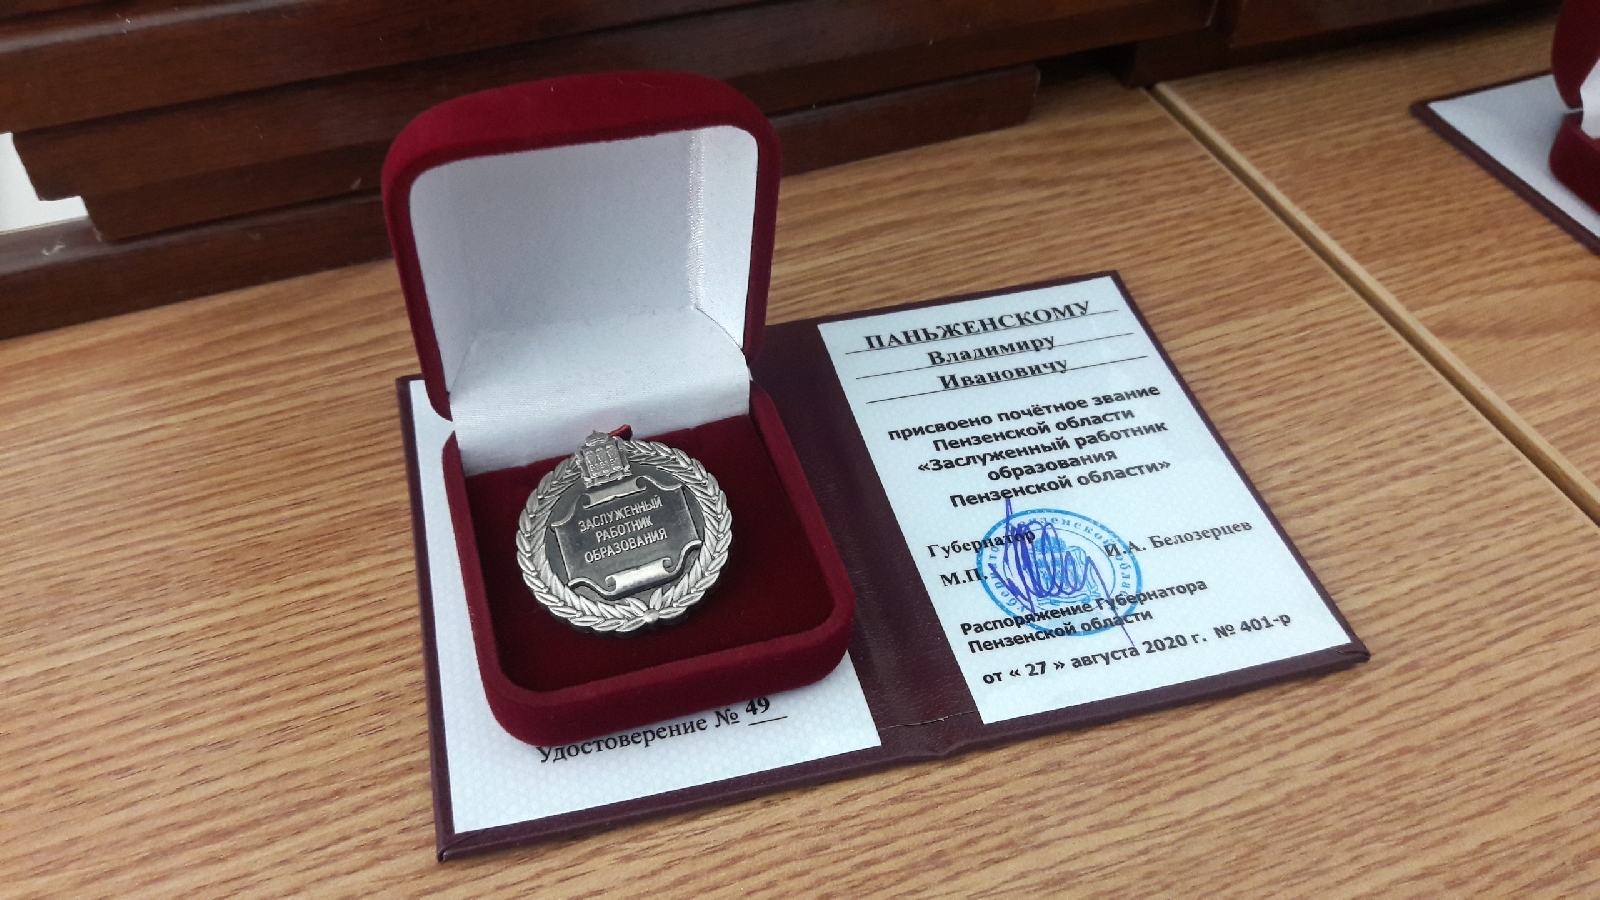 ЗАСЛУЖЕННЫЙ
РАБОТНИК
ОБРАЗОВАНИЯ
Удостоверение № 49
ПАНЬЖЕНСКОМУ
Владимиру
Ивановичу
присвоено почётное звание
Пензенской области
«Заслуженный работник
образования
Пензенской области»
Губернатор И.А. Белозерцев
М.П.
Распоряжение Губернатора
Пензенской области
от « 27 » августа 2020 г. № 401-р